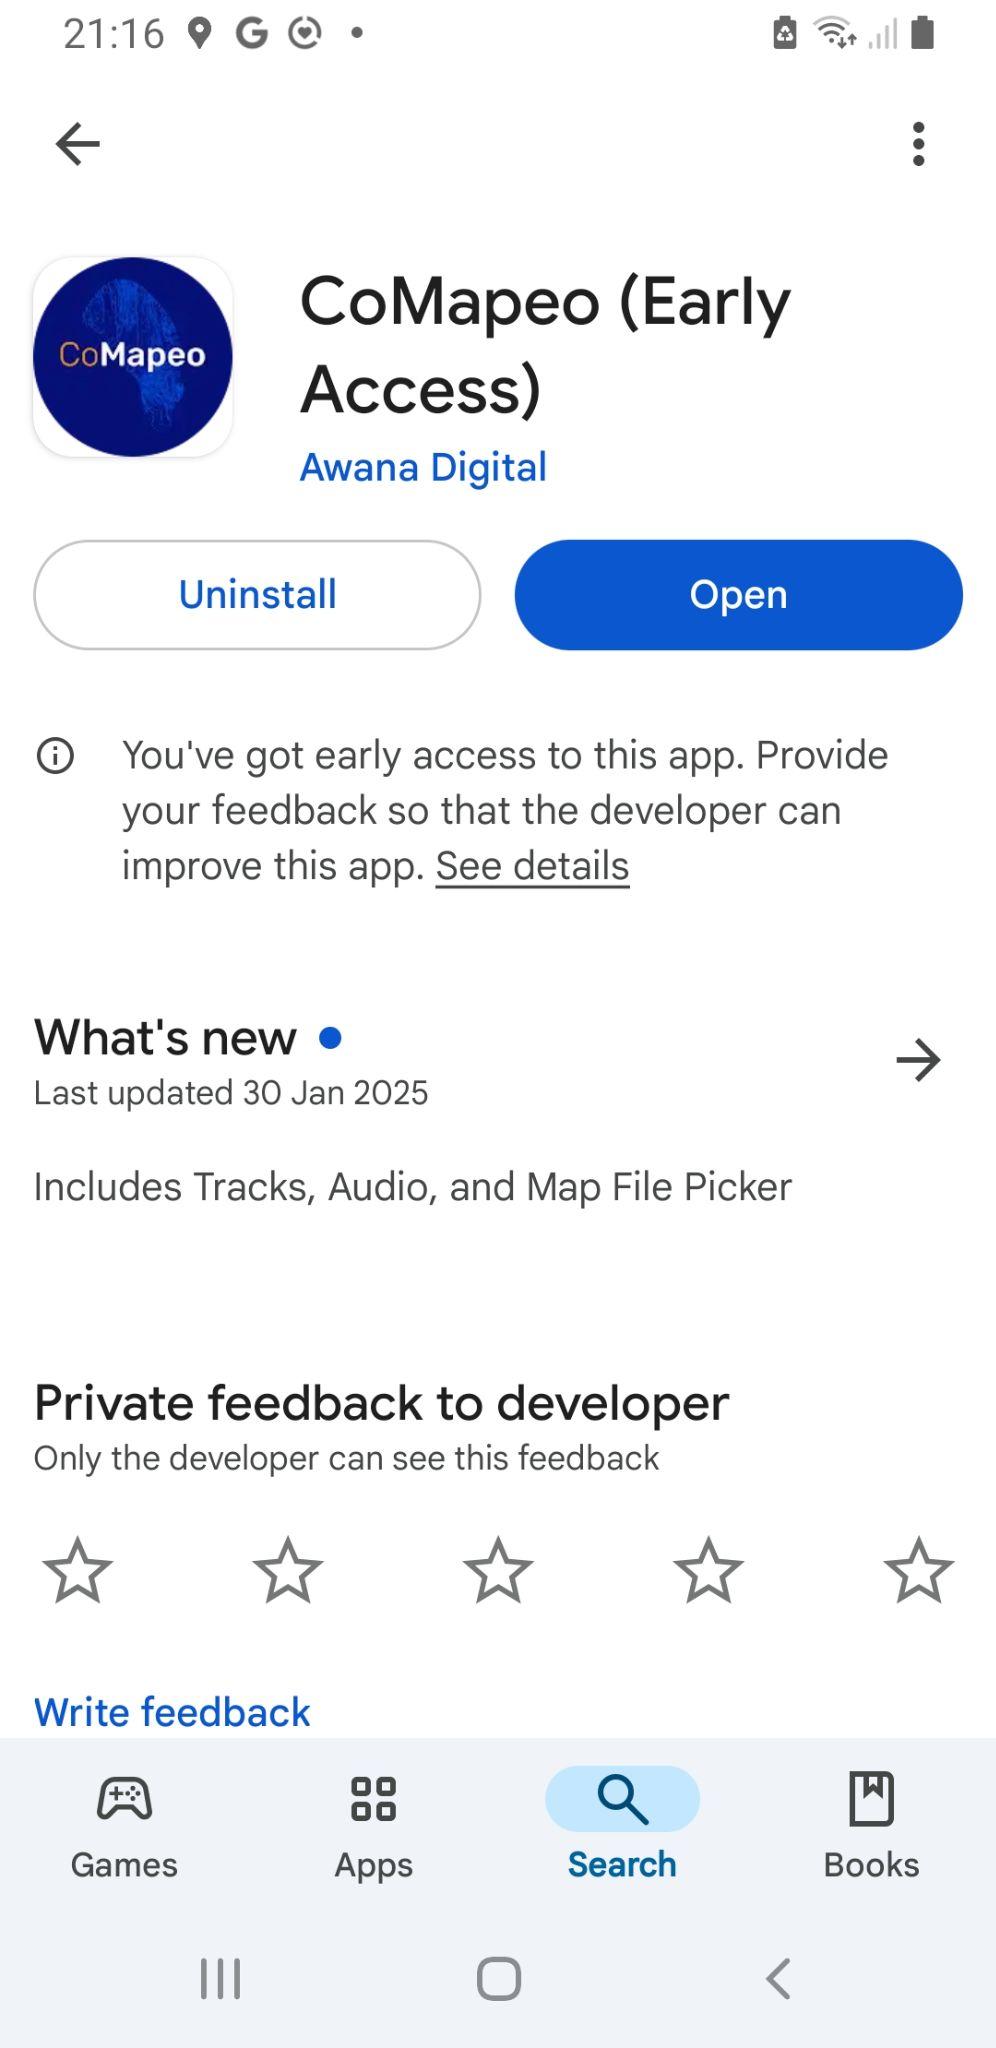 21:16
CoMapeo
CoMapeo (Early
Access)
Awana Digital
Uninstall
Open
You've got early access to this app. Provide
your feedback so that the developer can
improve this app. See details
What's new
Last updated 30 Jan 2025
Includes Tracks, Audio, and Map File Picker
Private feedback to developer
Only the developer can see this feedback
Write feedback
Games
Apps
Search
Books